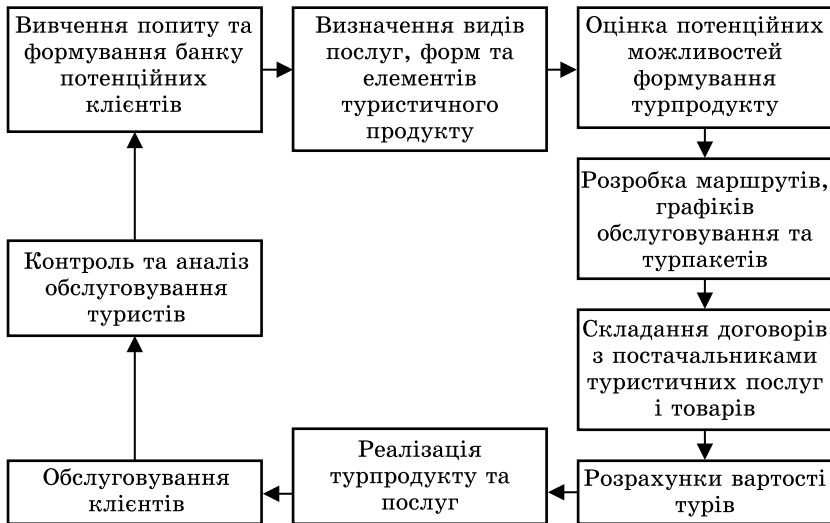 Вивчення попиту та
формування банку
потенційних
клієнтів
Визначення видів
послуг, форм та
елементів
туристичного
продукту
Оцінка потенційних
можливостей
формування
турпродукту
Розробка маршрутів,
графіків
обслуговування та
турпакетів
Складання договорів
з постачальниками
туристичних послуг
і товарів
Розрахунки вартості
турів
Реалізація
турпродукту та
послуг
Обслуговування
клієнтів
Контроль та аналіз
обслуговування
туристів